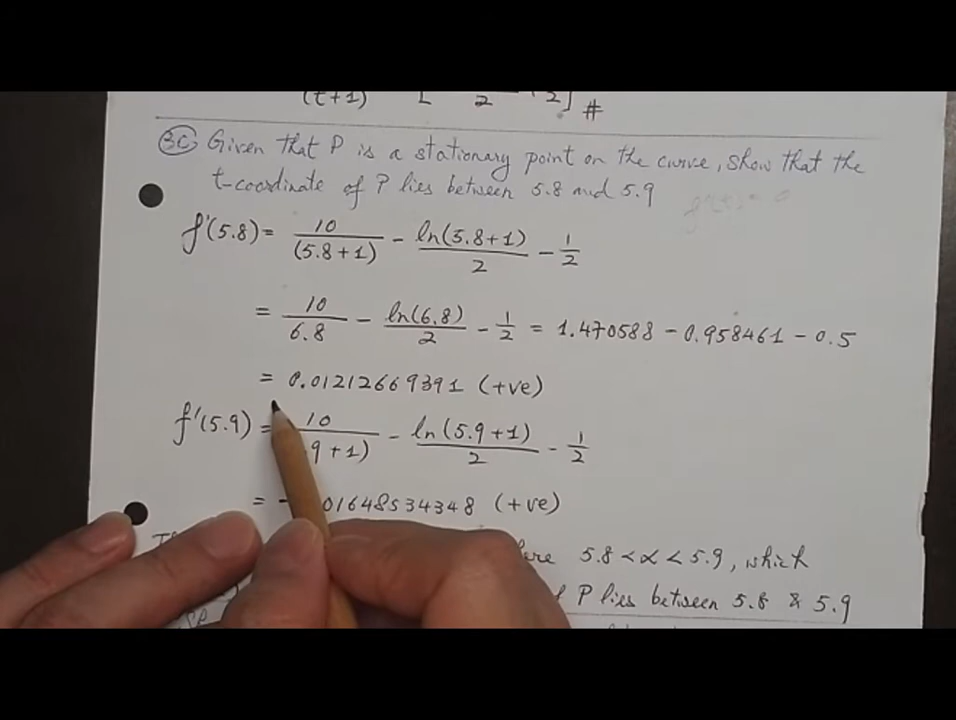 (t+1) [ 2 2 ] #
3C Given that P is a stationary point on the curve, show that the
t-coordinate of P lies between 5.8 and 5.9
f'(5.8) = 10/(5.8+1) - ln(5.8+1)/2 - 1/2
= 10/6.8 - ln(6.8)/2 - 1/2 = 1.470588 - 0.958461 - 0.5
= 0.01212669391 (+ve)
f'(5.9) = 10/ 9+1) - ln(5.9+1)/2 - 1/2
= - 01648534348 (+ve)
5.8 < α < 5.9, which
P lies between 5.8 & 5.9